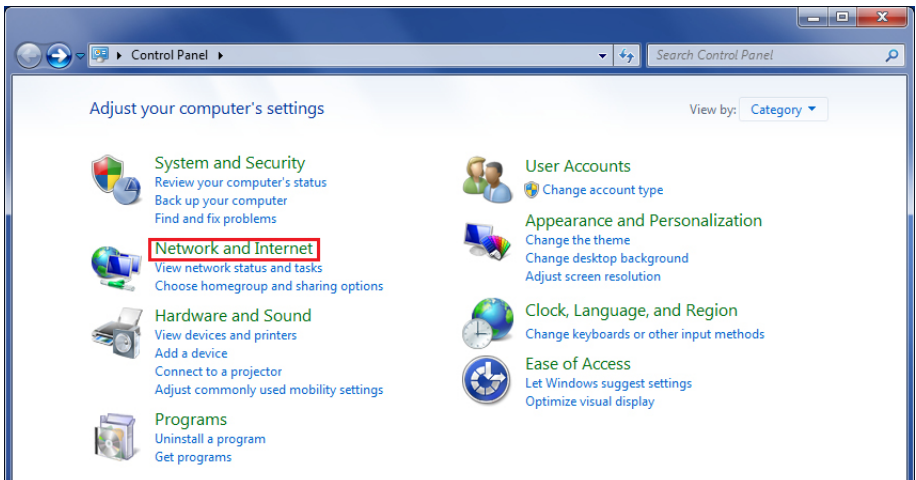 Control Panel
Search Control Panel
Adjust your computer's settings
View by: Category
System and Security
Review your computer's status
Back up your computer
Find and fix problems
Network and Internet
View network status and tasks
Choose homegroup and sharing options
Hardware and Sound
View devices and printers
Add a device
Connect to a projector
Adjust commonly used mobility settings
Programs
Uninstall a program
Get programs
User Accounts
Change account type
Appearance and Personalization
Change the theme
Change desktop background
Adjust screen resolution
Clock, Language, and Region
Change keyboards or other input methods
Ease of Access
Let Windows suggest settings
Optimize visual display